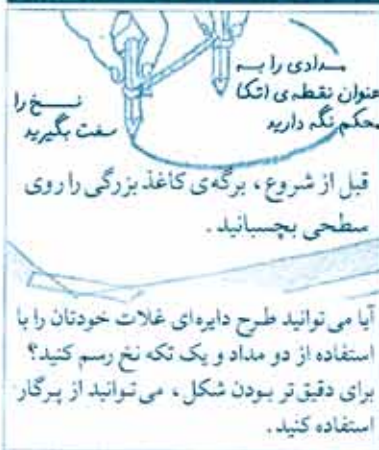 مدادی را به
عنوان نقطه‌ی اتکا
محکم نگه دارید
نخ را
سفت بگیرید
قبل از شروع، برگه‌ی کاغذ بزرگی را روی
سطحی بچسبانید.
آیا می‌توانید طرح دایره‌ای غلات خودتان را با
استفاده از دو مداد و یک تکه نخ رسم کنید؟
برای دقیق‌تر بودن شکل، می‌توانید از پرگار
استفاده کنید.